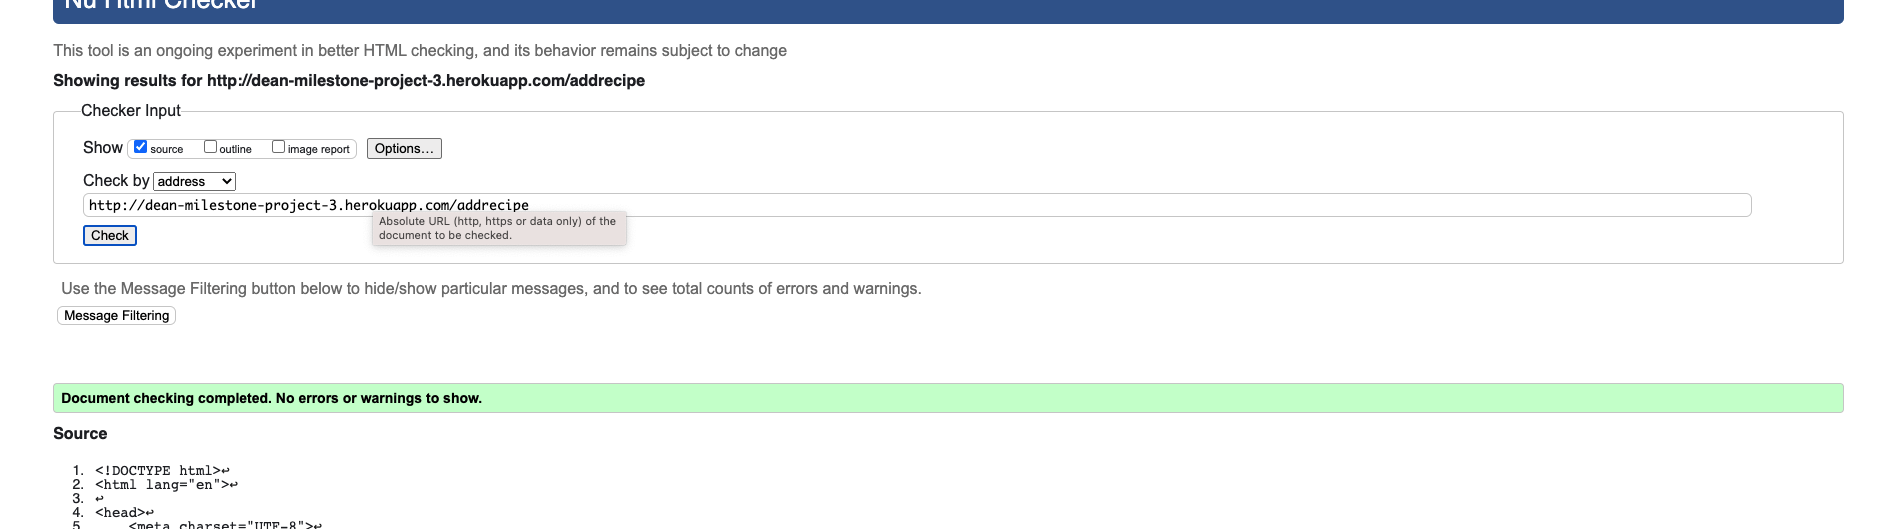 Nu Html Checker
This tool is an ongoing experiment in better HTML checking, and its behavior remains subject to change
Showing results for http://dean-milestone-project-3.herokuapp.com/addrecipe
Checker Input
Show source outline image report Options...
Check by address
http://dean-milestone-project-3.herokuapp.com/addrecipe
Absolute URL (http, https or data only) of the
document to be checked.
Check
Use the Message Filtering button below to hide/show particular messages, and to see total counts of errors and warnings.
Message Filtering
Document checking completed. No errors or warnings to show.
Source
1. <!DOCTYPE html>↩
2. <html lang="en">↩
3. ↩
4. <head>↩
5. <meta charset="UTF-8">↩